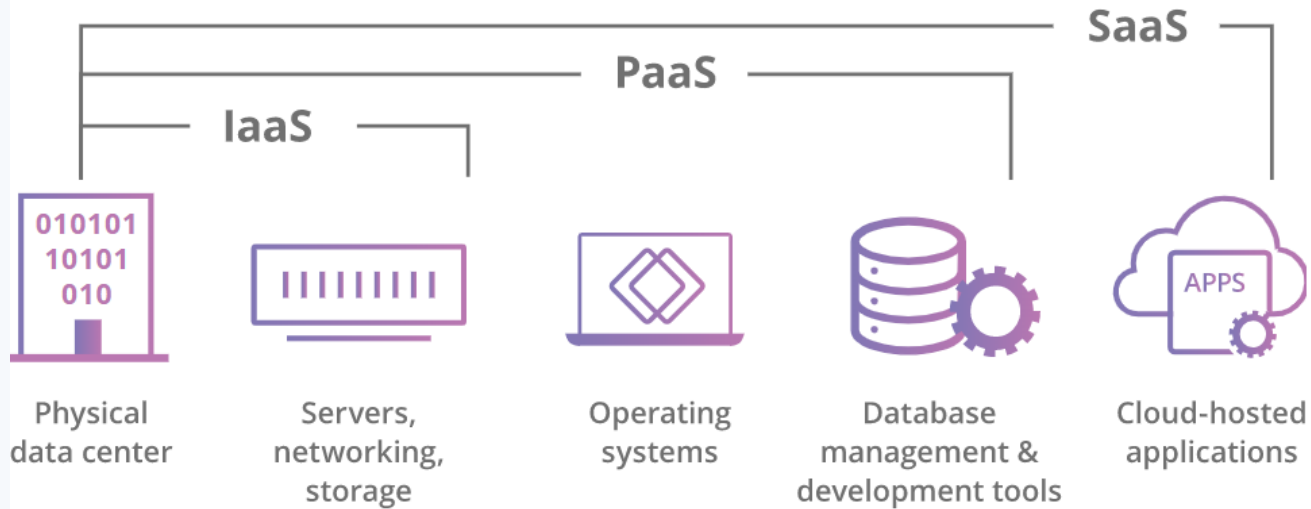 SaaS
PaaS
IaaS
010101
10101
010
APPS
Physical
data center
Servers,
networking,
storage
Operating
systems
Database
management &
development tools
Cloud-hosted
applications